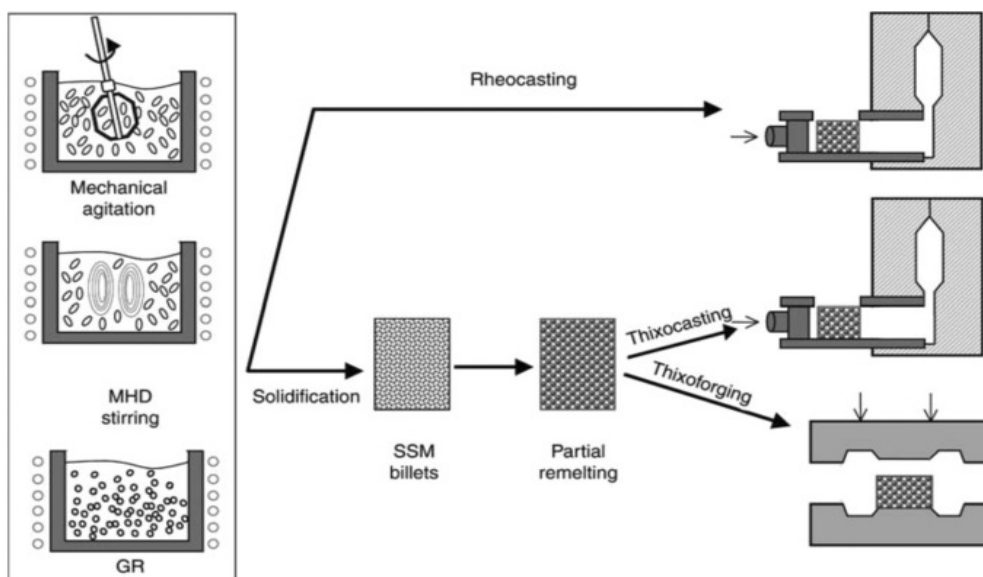 Mechanical
agitation
MHD
stirring
GR
Rheocasting
Solidification
SSM
billets
Partial
remelting
Thixocasting
Thixoforging